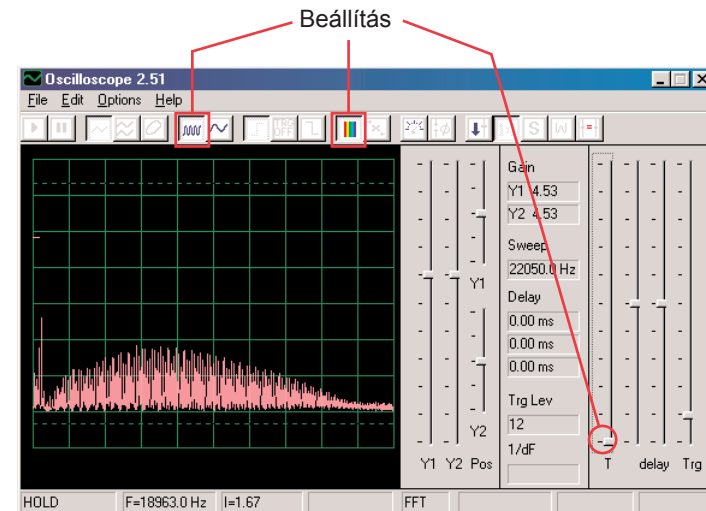 Beállítás
Oscilloscope 2.51
File Edit Options Help
TRG OFF S W
Gain
Y1 4.53
Y2 4.53
Sweep
22050.0 Hz
Y1
Delay
0.00 ms
0.00 ms
0.00 ms
Trg Lev
12
Y2
1/dF
Y1 Y2 Pos T delay Trg
HOLD F=18963.0 Hz I=1.67 FFT